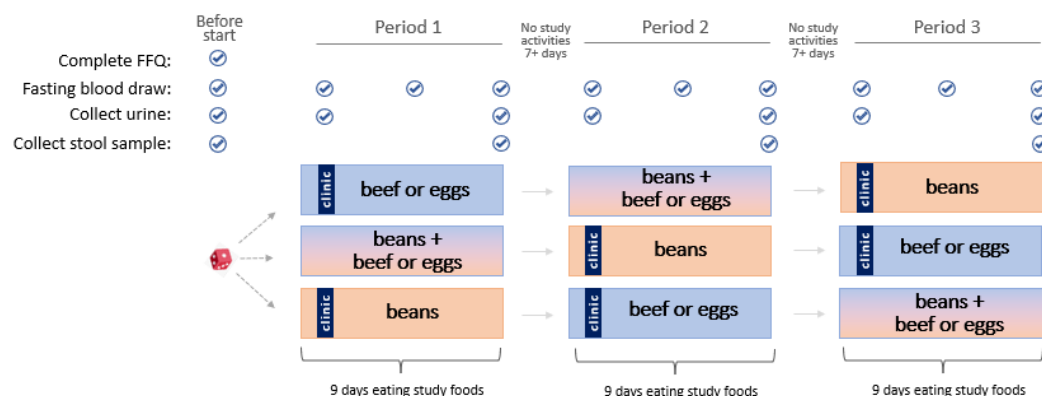 Before
start
Period 1
No study
activities
7+ days
Period 2
No study
activities
7+ days
Period 3
Complete FFQ:
Fasting blood draw:
Collect urine:
Collect stool sample:
clinic
beef or eggs
beans +
beef or eggs
clinic
beans
beans +
beef or eggs
clinic
beans
clinic
beef or eggs
clinic
beans
clinic
beef or eggs
beans +
beef or eggs
9 days eating study foods
9 days eating study foods
9 days eating study foods